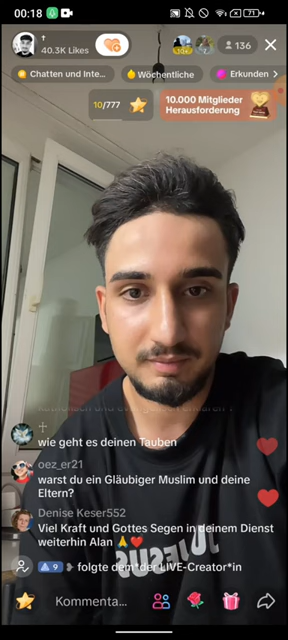 00:18
71
†
40.3K Likes
136
Chatten und Inte...
Wöchentliche
Erkunden
10/777
10.000 Mitglieder
Herausforderung
†
wie geht es deinen Tauben
oez_er21
warst du ein Gläubiger Muslim und deine
Eltern?
Denise Keser552
Viel Kraft und Gottes Segen in deinem Dienst
weiterhin Alan 🙏❤️
JESUS
9 folgte dem*der LIVE-Creator*in
Kommenta...